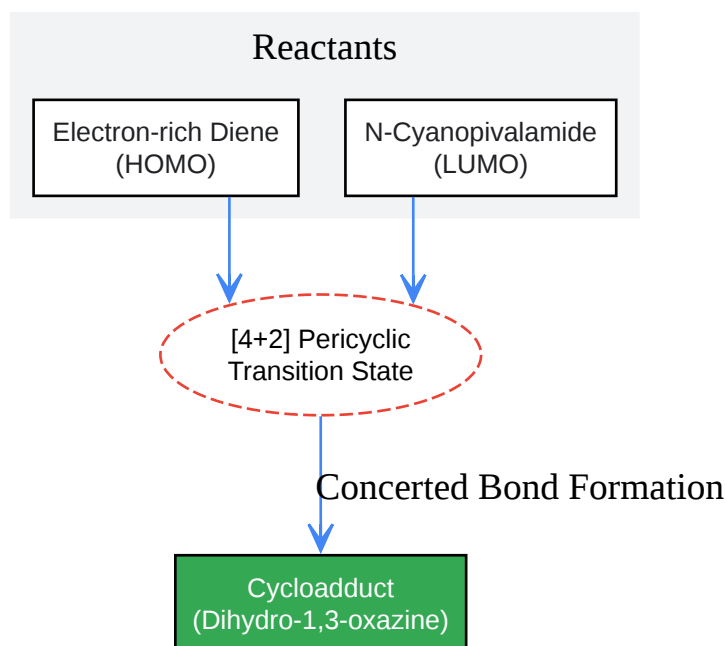 Reactants
Electron-rich Diene
(HOMO)
N-Cyanopivalamide
(LUMO)
[4+2] Pericyclic
Transition State
Concerted Bond Formation
Cycloadduct
(Dihydro-1,3-oxazine)